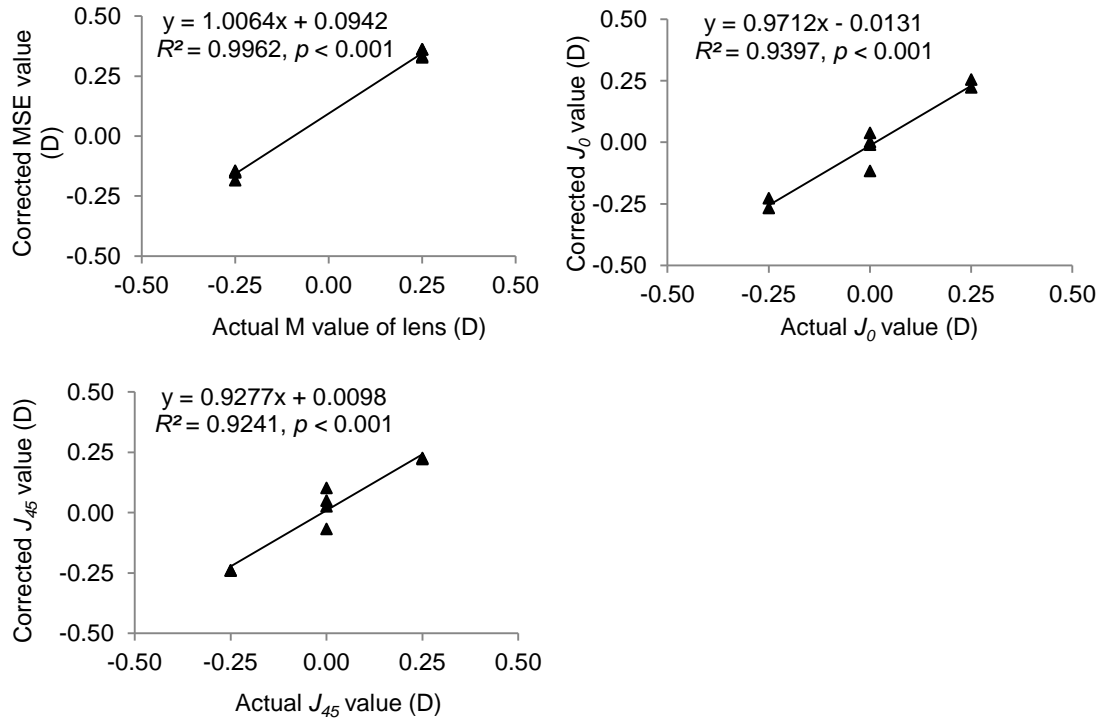 y = 1.0064x + 0.0942
R² = 0.9962, p < 0.001
Corrected MSE value
(D)
0.50
0.25
0.00
-0.25
-0.50
-0.50 -0.25 0.00 0.25 0.50
Actual M value of lens (D)
y = 0.9712x - 0.0131
R² = 0.9397, p < 0.001
Corrected J0 value (D)
0.50
0.25
0.00
-0.25
-0.50
-0.50 -0.25 0.00 0.25 0.50
Actual J0 value (D)
y = 0.9277x + 0.0098
R² = 0.9241, p < 0.001
Corrected J45 value (D)
0.50
0.25
0.00
-0.25
-0.50
-0.50 -0.25 0.00 0.25 0.50
Actual J45 value (D)